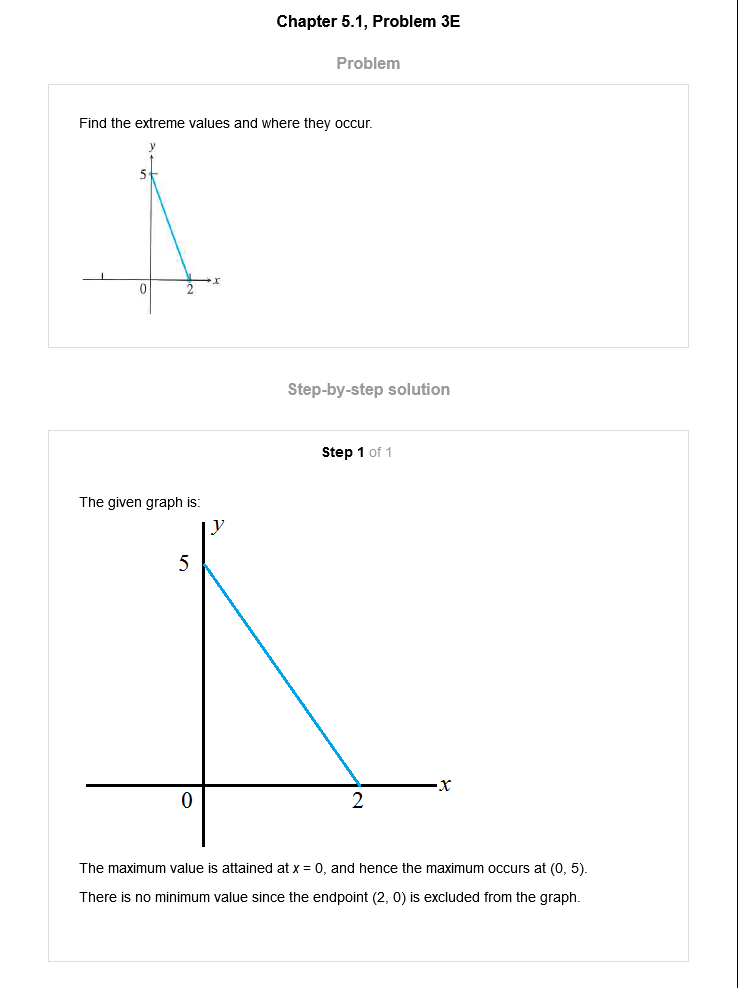 Chapter 5.1, Problem 3E
Problem
Find the extreme values and where they occur.
y
5
0
2
x
Step-by-step solution
Step 1 of 1
The given graph is:
y
5
x
0
2
The maximum value is attained at x = 0, and hence the maximum occurs at (0, 5).
There is no minimum value since the endpoint (2, 0) is excluded from the graph.